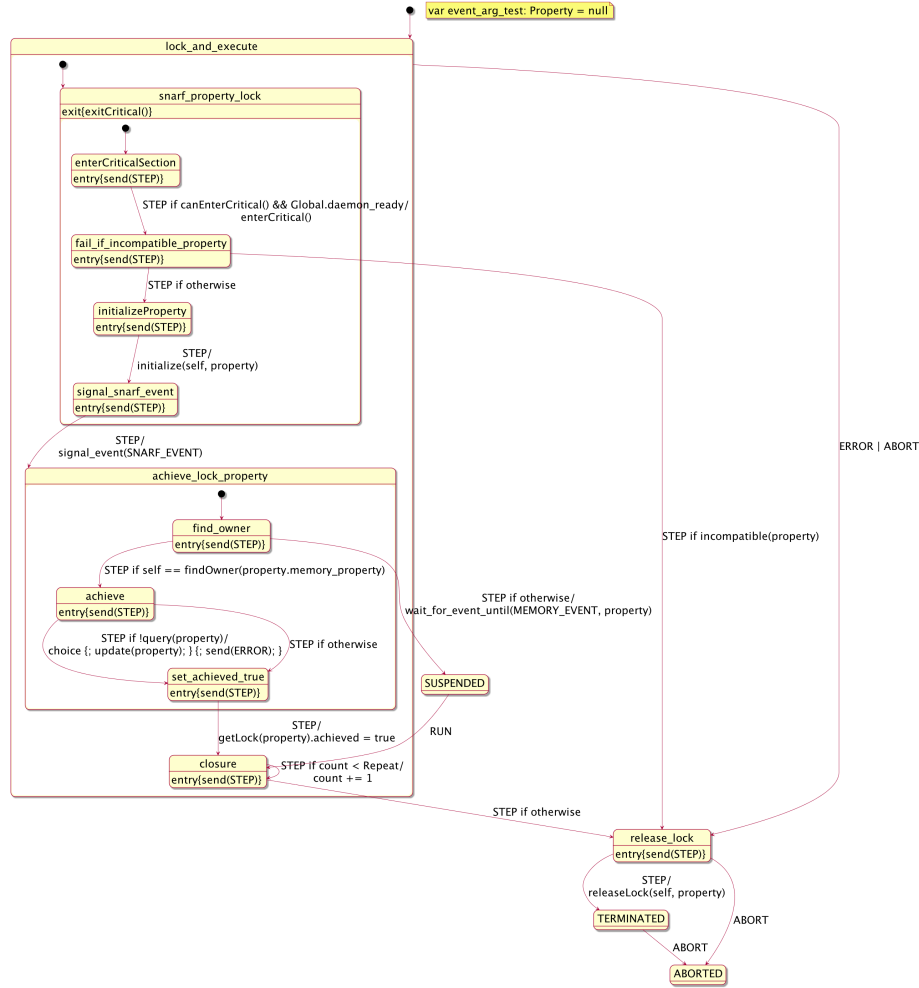 var event_arg_test: Property = null
lock_and_execute
snarf_property_lock
exit{exitCritical()}
enterCriticalSection
entry{send(STEP)}
STEP if canEnterCritical() && Global.daemon_ready/
enterCritical()
fail_if_incompatible_property
entry{send(STEP)}
STEP if otherwise
initializeProperty
entry{send(STEP)}
STEP/
initialize(self, property)
signal_snarf_event
entry{send(STEP)}
STEP/
signal_event(SNARF_EVENT)
ERROR | ABORT
achieve_lock_property
find_owner
entry{send(STEP)}
STEP if incompatible(property)
STEP if self == findOwner(property.memory_property)
achieve
entry{send(STEP)}
STEP if otherwise/
wait_for_event_until(MEMORY_EVENT, property)
STEP if !query(property)/
choice {; update(property); } {; send(ERROR); }
STEP if otherwise
set_achieved_true
entry{send(STEP)}
SUSPENDED
STEP/
getLock(property).achieved = true
RUN
closure
entry{send(STEP)}
STEP if count < Repeat/
count += 1
STEP if otherwise
release_lock
entry{send(STEP)}
STEP/
releaseLock(self, property)
TERMINATED
ABORT
ABORT
ABORTED